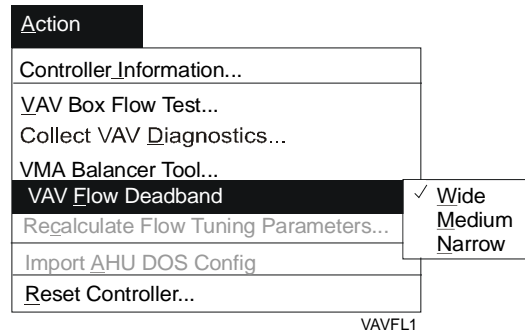 Action
Controller Information...
VAV Box Flow Test...
Collect VAV Diagnostics...
VMA Balancer Tool...
VAV Flow Deadband
✓ Wide
Medium
Narrow
Recalculate Flow Tuning Parameters...
Import AHU DOS Config
Reset Controller...
VAVFL1